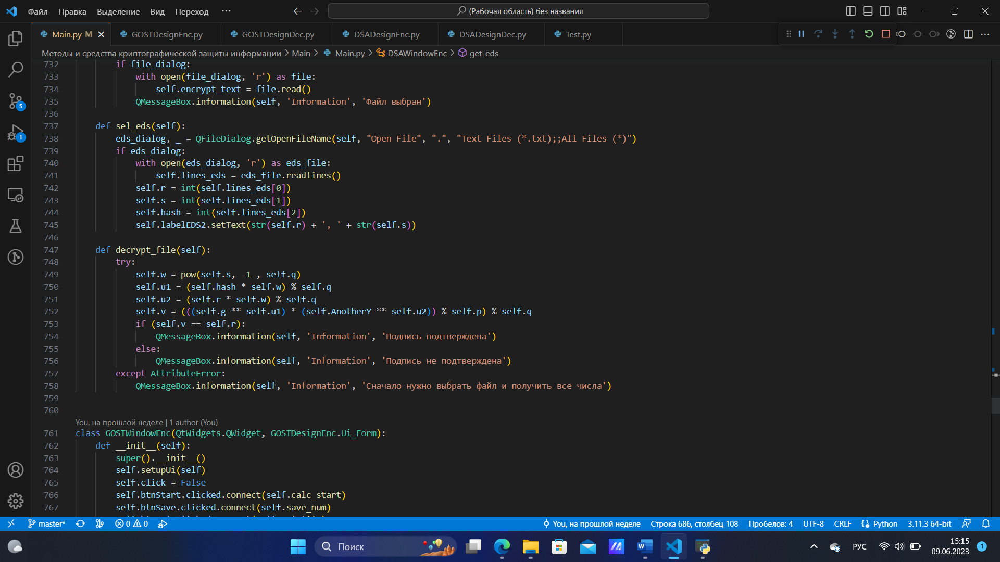 Файл Правка Выделение Вид Переход ··· (Рабочая область) без названия
Main.py M GOSTDesignEnc.py GOSTDesignDec.py DSADesignEnc.py DSADesignDec.py Test.py
Методы и средства криптографической защиты информации > Main > Main.py > DSAWindowEnc > get_eds
732 if file_dialog:
733 with open(file_dialog, 'r') as file:
734 self.encrypt_text = file.read()
735 QMessageBox.information(self, 'Information', 'Файл выбран')
736
737 def sel_eds(self):
738 eds_dialog, _ = QFileDialog.getOpenFileName(self, "Open File", ".", "Text Files (*.txt);;All Files (*)")
739 if eds_dialog:
740 with open(eds_dialog, 'r') as eds_file:
741 self.lines_eds = eds_file.readlines()
742 self.r = int(self.lines_eds[0])
743 self.s = int(self.lines_eds[1])
744 self.hash = int(self.lines_eds[2])
745 self.labelEDS2.setText(str(self.r) + ', ' + str(self.s))
746
747 def decrypt_file(self):
748 try:
749 self.w = pow(self.s, -1 , self.q)
750 self.u1 = (self.hash * self.w) % self.q
751 self.u2 = (self.r * self.w) % self.q
752 self.v = (((self.g ** self.u1) * (self.AnotherY ** self.u2)) % self.p) % self.q
753 if (self.v == self.r):
754 QMessageBox.information(self, 'Information', 'Подпись подтверждена')
755 else:
756 QMessageBox.information(self, 'Information', 'Подпись не подтверждена')
757 except AttributeError:
758 QMessageBox.information(self, 'Information', 'Сначало нужно выбрать файл и получить все числа')
759
760
You, на прошлой неделе | 1 author (You)
761 class GOSTWindowEnc(QtWidgets.QWidget, GOSTDesignEnc.Ui_Form):
762 def __init__(self):
763 super().__init__()
764 self.setupUi(self)
765 self.click = False
766 self.btnStart.clicked.connect(self.calc_start)
767 self.btnSave.clicked.connect(self.save_num)
5
1
master* 0 0 You, на прошлой неделе Строка 686, столбец 108 Пробелов: 4 UTF-8 CRLF Python 3.11.3 64-bit
Поиск РУС 15:15
09.06.2023 1